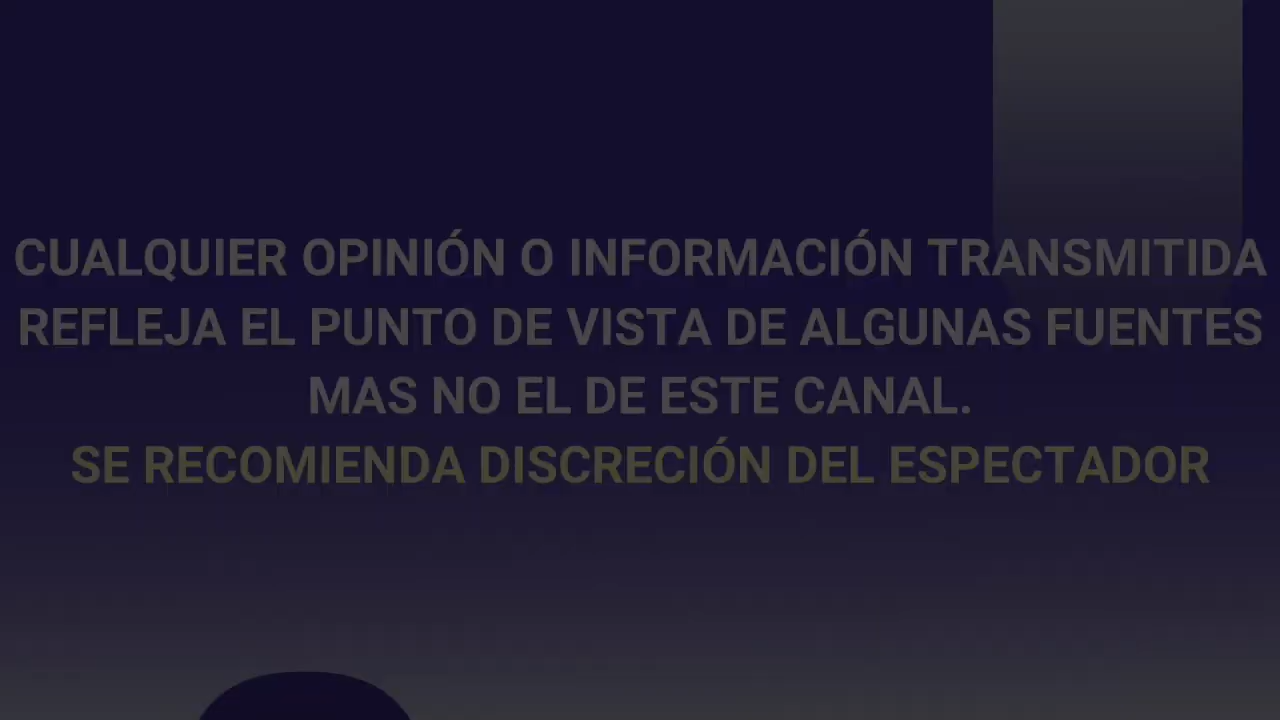 CUALQUIER OPINIÓN O INFORMACIÓN TRANSMITIDA
REFLEJA EL PUNTO DE VISTA DE ALGUNAS FUENTES
MAS NO EL DE ESTE CANAL.
SE RECOMIENDA DISCRECIÓN DEL ESPECTADOR